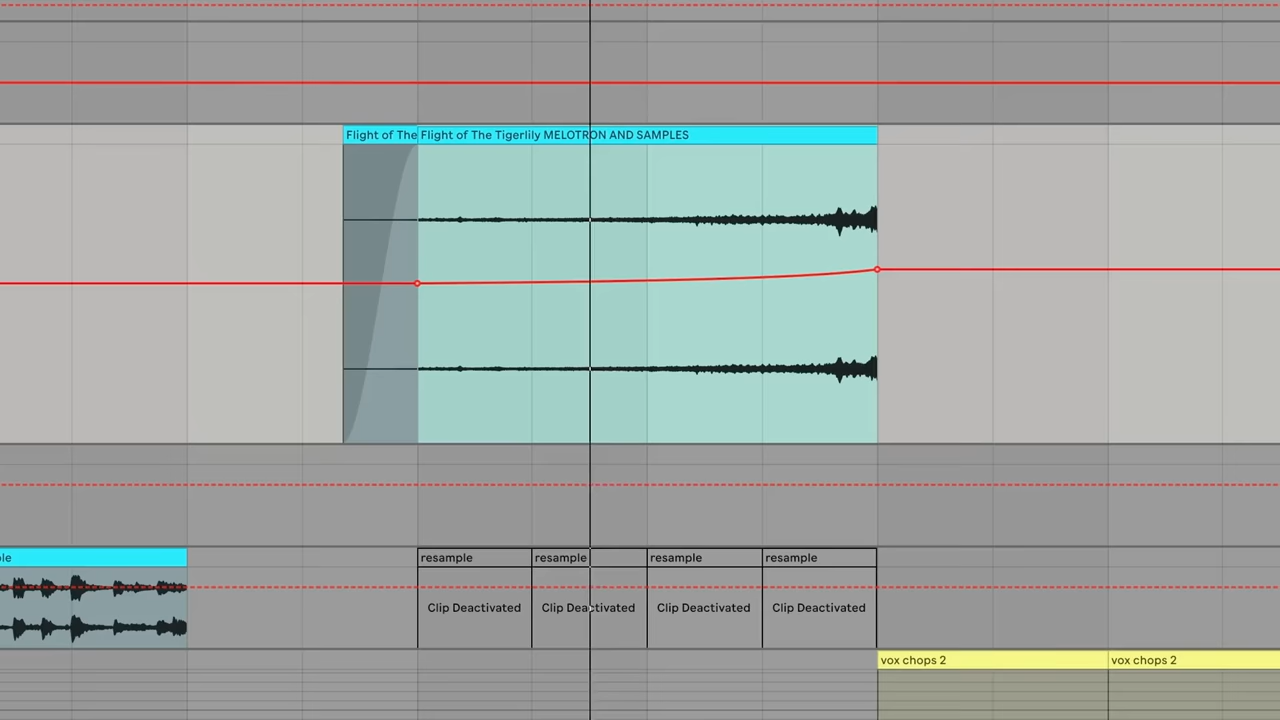 Flight of The
Flight of The Tigerlily MELOTRON AND SAMPLES
le
resample
resample
resample
resample
Clip Deactivated
Clip Deactivated
Clip Deactivated
Clip Deactivated
vox chops 2
vox chops 2